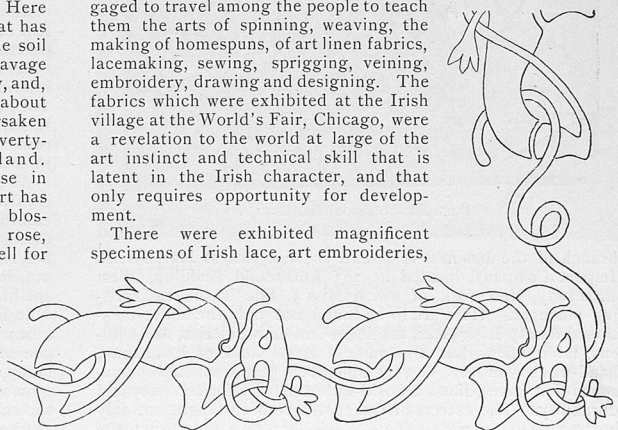 Here
at has
e soil
avage
, and,
about
rsaken
verty-
land.
se in
rt has
blos-
rose,
ell for
gaged to travel among the people to teach
them the arts of spinning, weaving, the
making of homespuns, of art linen fabrics,
lacemaking, sewing, sprigging, veining,
embroidery, drawing and designing. The
fabrics which were exhibited at the Irish
village at the World's Fair, Chicago, were
a revelation to the world at large of the
art instinct and technical skill that is
latent in the Irish character, and that
only requires opportunity for develop-
ment.
There were exhibited magnificent
specimens of Irish lace, art embroideries,